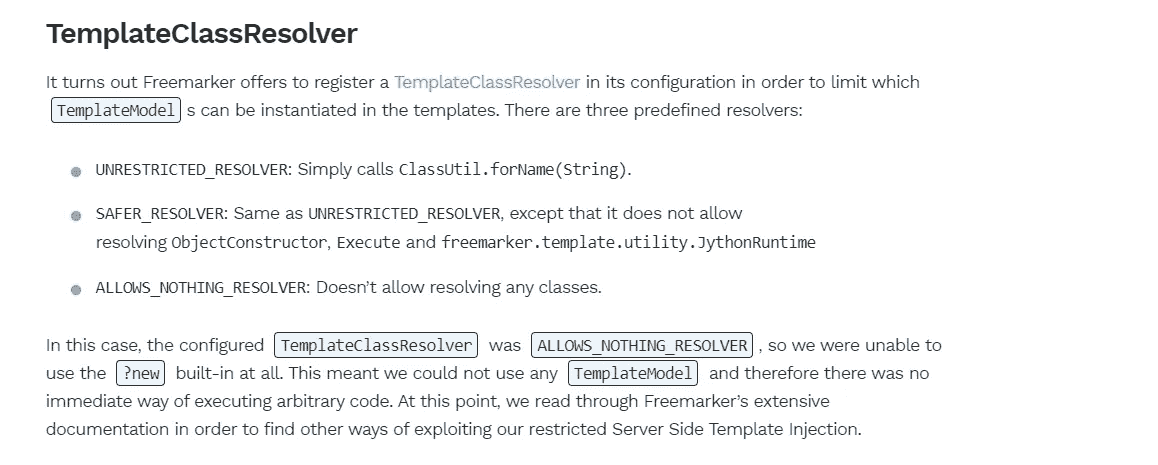 TemplateClassResolver
It turns out Freemarker offers to register a TemplateClassResolver in its configuration in order to limit which
TemplateModel s can be instantiated in the templates. There are three predefined resolvers:
UNRESTRICTED_RESOLVER: Simply calls ClassUtil.forName(String).
SAFER_RESOLVER: Same as UNRESTRICTED_RESOLVER, except that it does not allow
resolving ObjectConstructor, Execute and freemarker.template.utility.JythonRuntime
ALLOWS_NOTHING_RESOLVER: Doesn’t allow resolving any classes.
In this case, the configured TemplateClassResolver was ALLOWS_NOTHING_RESOLVER , so we were unable to
use the ?new built-in at all. This meant we could not use any TemplateModel and therefore there was no
immediate way of executing arbitrary code. At this point, we read through Freemarker’s extensive
documentation in order to find other ways of exploiting our restricted Server Side Template Injection.